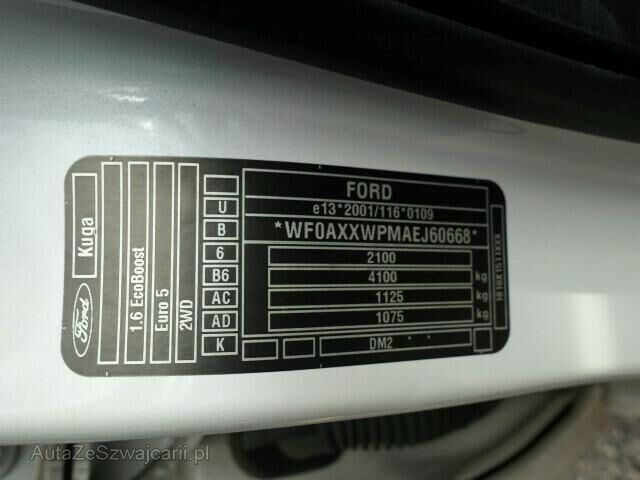 Ford
Kuga
1.6 EcoBoost
Euro 5
2WD
U
B
6
B6
AC
AD
K
FORD
e13*2001/116*0109
*WF0AXXWPMAEJ60668*
2100
4100 kg
1125 kg
1075
DM2
AutaZeSzwajcarii.pl